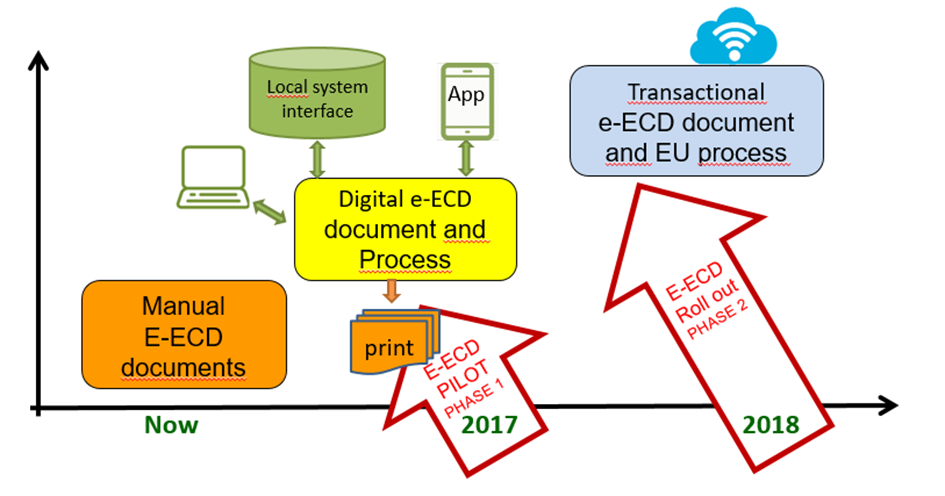 Local system
interface
App
Transactional
e-ECD document
and EU process
Digital e-ECD
document and
Process
Manual
E-ECD
documents
print
E-ECD
PILOT
PHASE 1
E-ECD
Roll out
PHASE 2
Now
2017
2018